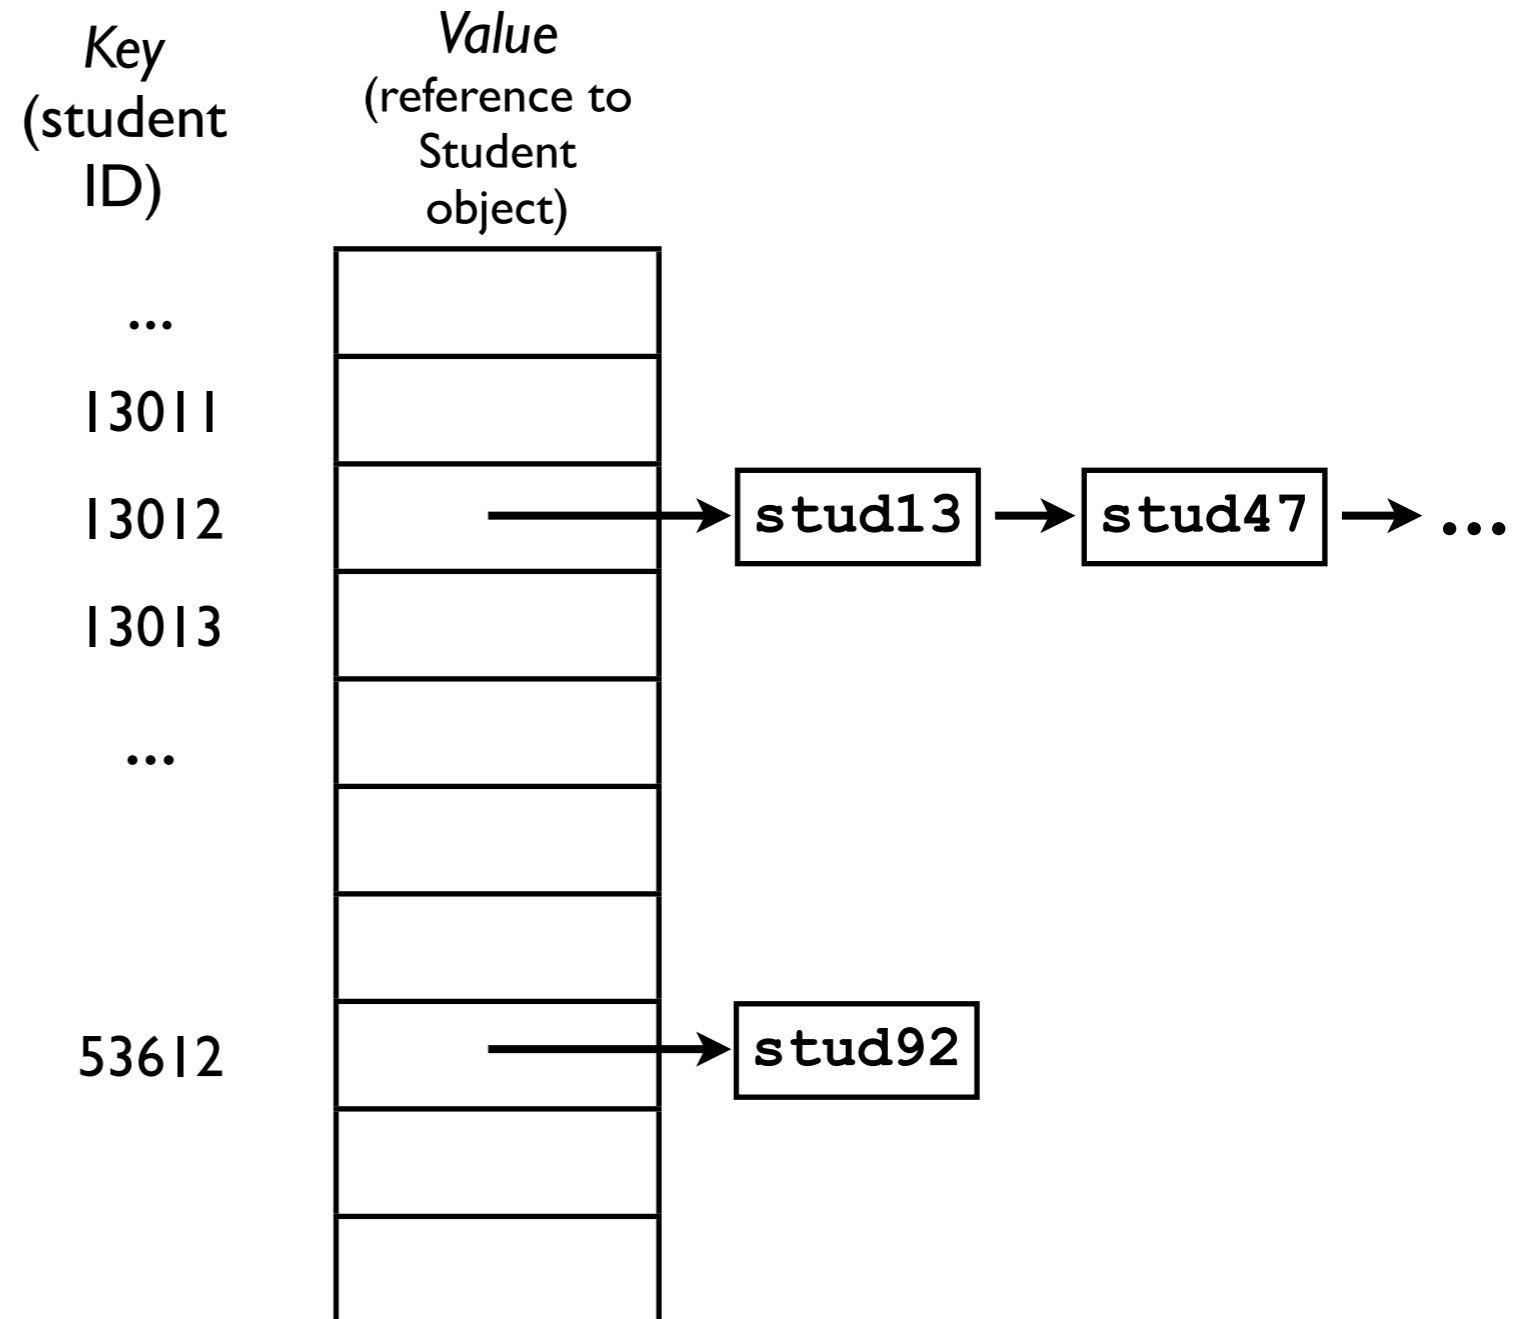 Key
(student
ID)
Value
(reference to
Student
object)
...
13011
13012
stud13
stud47
...
13013
...
53612
stud92